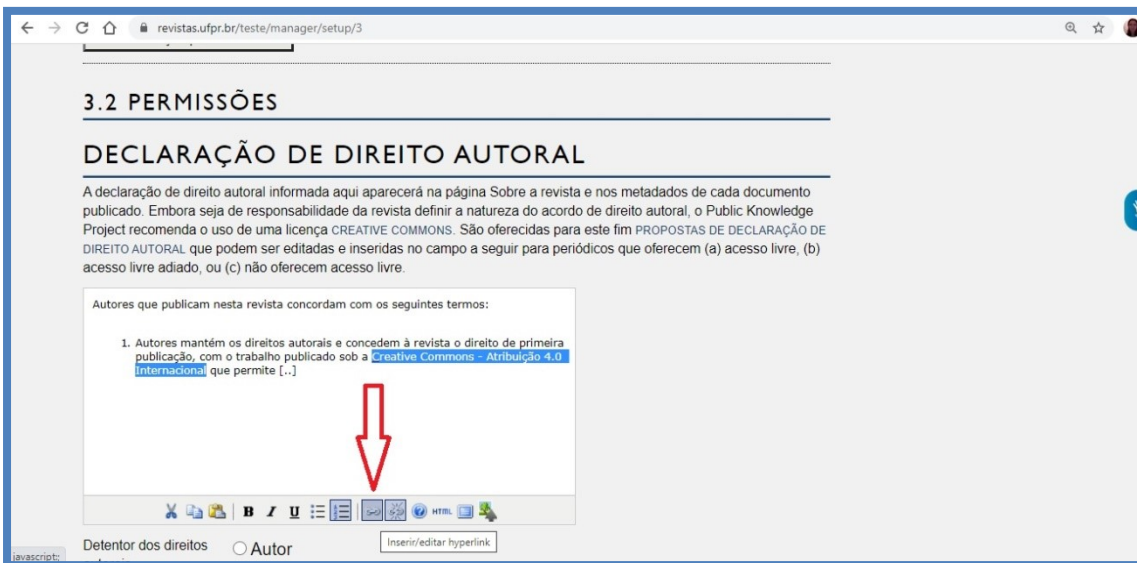 revistas.ufpr.br/teste/manager/setup/3
3.2 PERMISSÕES
DECLARAÇÃO DE DIREITO AUTORAL
A declaração de direito autoral informada aqui aparecerá na página Sobre a revista e nos metadados de cada documento
publicado. Embora seja de responsabilidade da revista definir a natureza do acordo de direito autoral, o Public Knowledge
Project recomenda o uso de uma licença CREATIVE COMMONS. São oferecidas para este fim PROPOSTAS DE DECLARAÇÃO DE
DIREITO AUTORAL que podem ser editadas e inseridas no campo a seguir para periódicos que oferecem (a) acesso livre, (b)
acesso livre adiado, ou (c) não oferecem acesso livre.
Autores que publicam nesta revista concordam com os seguintes termos:
1. Autores mantém os direitos autorais e concedem à revista o direito de primeira
publicação, com o trabalho publicado sob a Creative Commons - Atribuição 4.0
Internacional que permite [..]
B I U HTML
Inserir/editar hyperlink
Detentor dos direitos
Autor
javascript:;